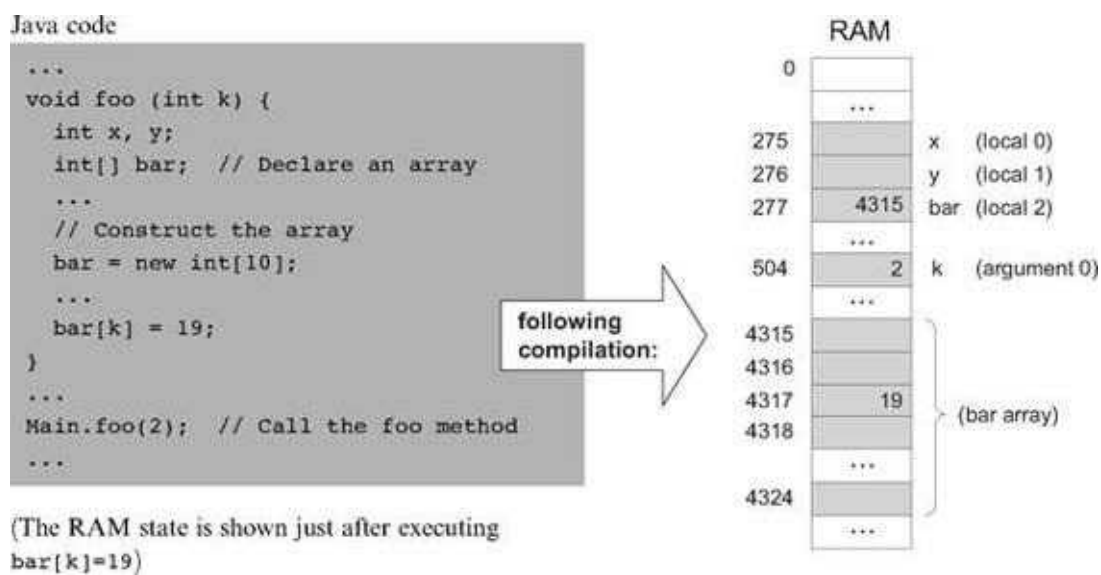 Java code
...
void foo (int k) {
int x, y;
int[] bar;  // Declare an array
...
// Construct the array
bar = new int[10];
...
bar[k] = 19;
}
...
Main.foo(2);  // Call the foo method
...
(The RAM state is shown just after executing
bar[k]=19)
following
compilation:
RAM
0
...
275 x (local 0)
276 y (local 1)
277 4315 bar (local 2)
...
504 2 k (argument 0)
...
4315
4316
4317 19
(bar array)
4318
...
4324
...